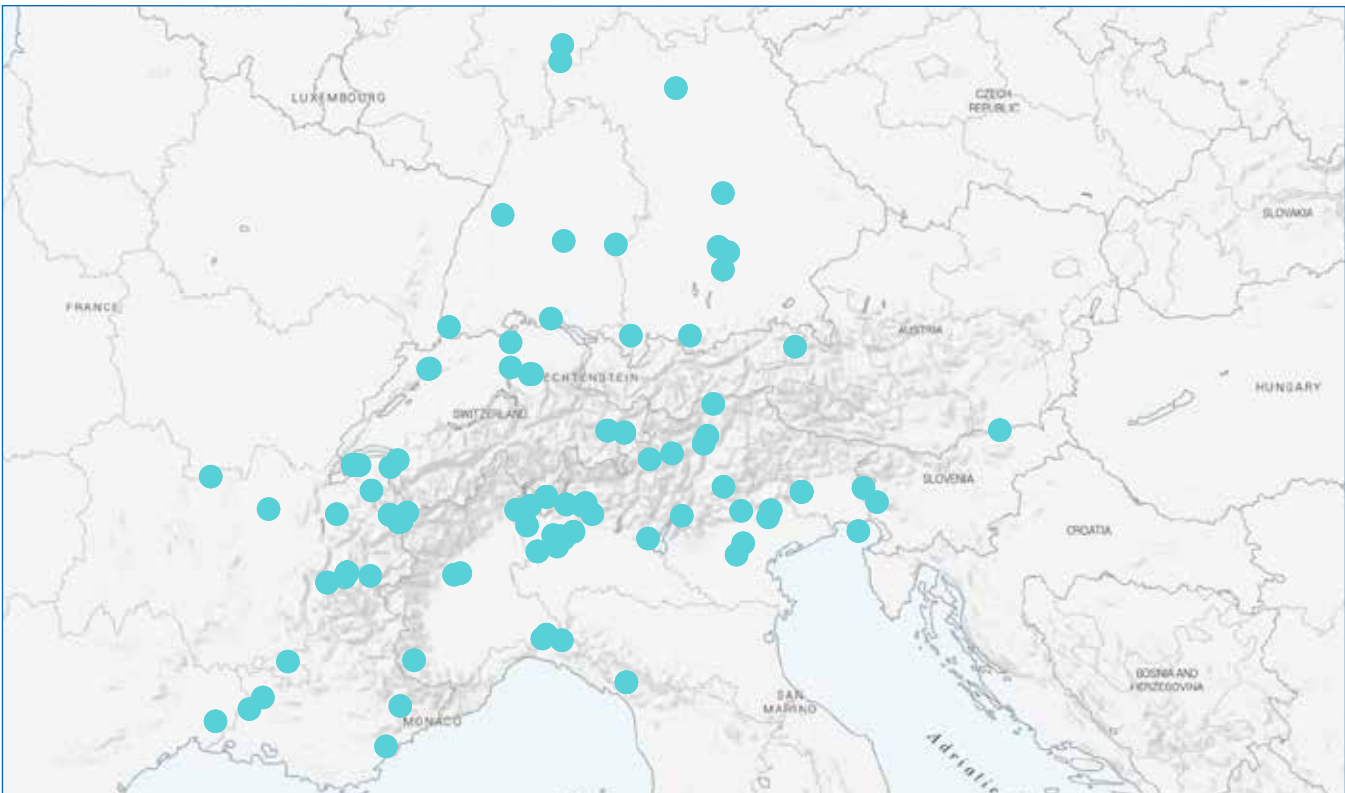 LUXEMBOURG
CZECH
REPUBLIC
SLOVAKIA
FRANCE
AUSTRIA
ECHTENSTEIN
HUNGARY
SWITZERLAND
SLOVENIA
CROATIA
BOSNIA AND
HERZEGOVINA
SAN
MARINO
MONACO
Adriatic